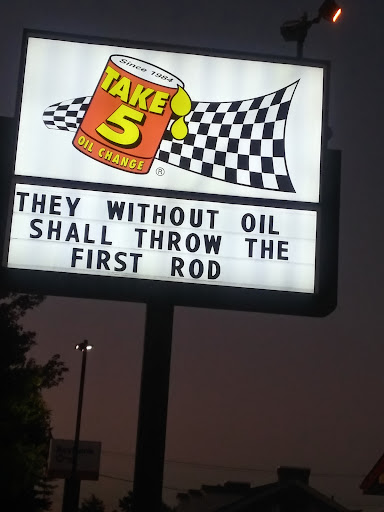 Since 1984
TAKE
5
OIL CHANGE
®
THEY WITHOUT OIL
SHALL THROW THE
FIRST ROD